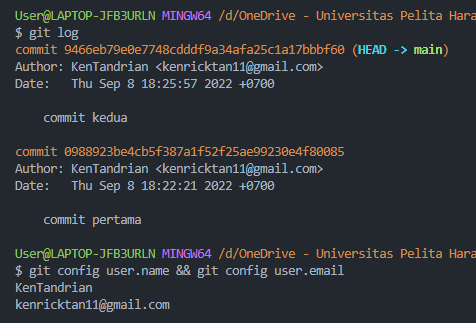 User@LAPTOP-JFB3URLN MINGW64 /d/OneDrive - Universitas Pelita Hara
$ git log
commit 9466eb79e0e7748cdddf9a34afa25c1a17bbbf60 (HEAD -> main)
Author: KenTandrian <kenricktan11@gmail.com>
Date:   Thu Sep 8 18:25:57 2022 +0700
    commit kedua
commit 0988923be4cb5f387a1f52f25ae99230e4f80085
Author: KenTandrian <kenricktan11@gmail.com>
Date:   Thu Sep 8 18:22:21 2022 +0700
    commit pertama
User@LAPTOP-JFB3URLN MINGW64 /d/OneDrive - Universitas Pelita Hara
$ git config user.name && git config user.email
KenTandrian
kenricktan11@gmail.com